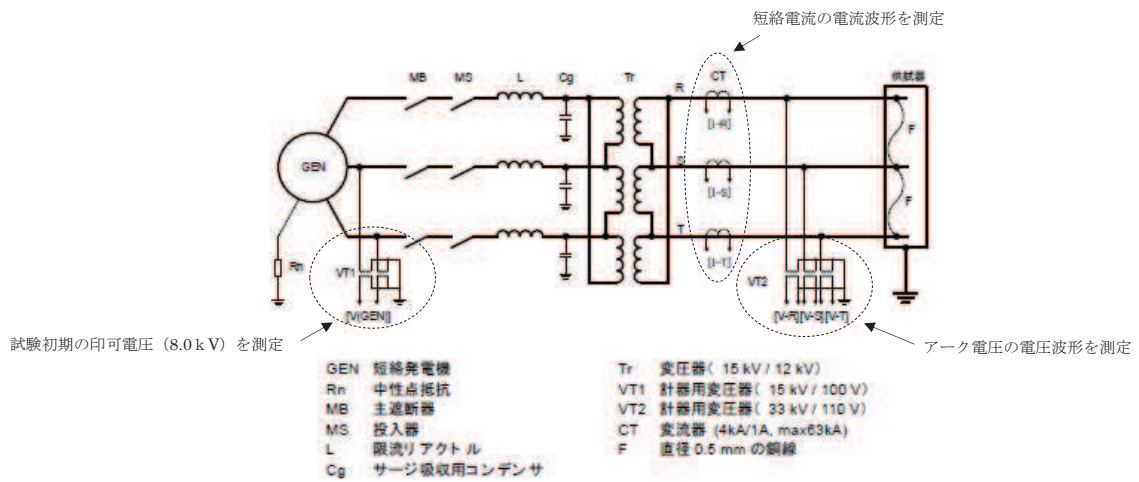 短絡電流の電流波形を測定
MB MS L Cg Tr CT 供試器
R
[I-R]
F
GEN
S
[I-S]
F
T
[I-T]
Rn
VT1
VT2
[V(GEN)]
[V-R][V-S][V-T]
試験初期の印可電圧（8.0ｋV）を測定
アーク電圧の電圧波形を測定
GEN 短絡発電機
Rn 中性点抵抗
MB 主遮断器
MS 投入器
L 限流リアクトル
Cg サージ吸収用コンデンサ
Tr 変圧器( 15 kV / 12 kV)
VT1 計器用変圧器( 15 kV / 100 V)
VT2 計器用変圧器( 33 kV / 110 V)
CT 変流器 (4kA/1A, max63kA)
F 直径 0.5 mm の銅線